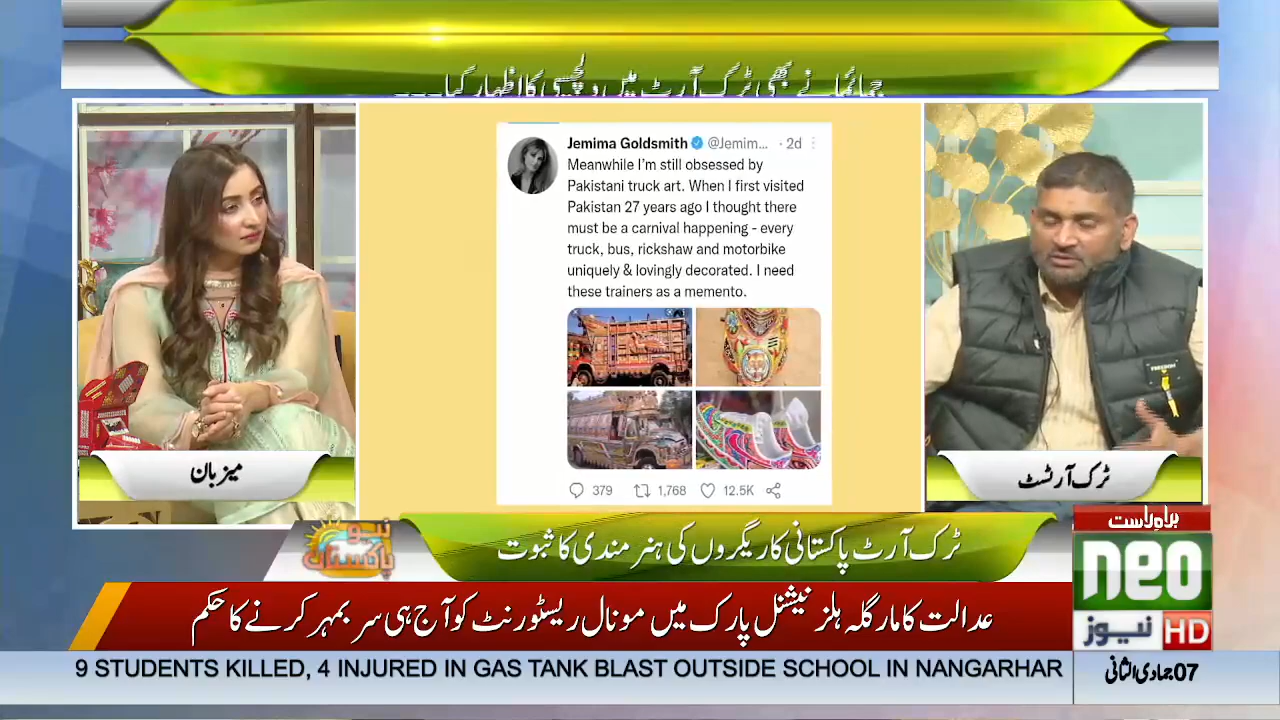 جمائما نے بھی ٹرک آرٹ میں دلچسپی کا اظہار کیا ۔۔۔
Jemima Goldsmith @Jemim... · 2d
Meanwhile I'm still obsessed by
Pakistani truck art. When I first visited
Pakistan 27 years ago I thought there
must be a carnival happening - every
truck, bus, rickshaw and motorbike
uniquely & lovingly decorated. I need
these trainers as a memento.
379 1,768 12.5K
میزبان
ٹرک آرٹسٹ
نیو پاکستان
ٹرک آرٹ پاکستانی کاریگروں کی ہنرمندی کا ثبوت
براہِ راست
neo
نیوز HD
عدالت کا مارگلہ ہلز نیشنل پارک میں مونال ریسٹورنٹ کو آج ہی سربمہر کرنے کا حکم
9 STUDENTS KILLED, 4 INJURED IN GAS TANK BLAST OUTSIDE SCHOOL IN NANGARHAR
07 جمادی الثانی